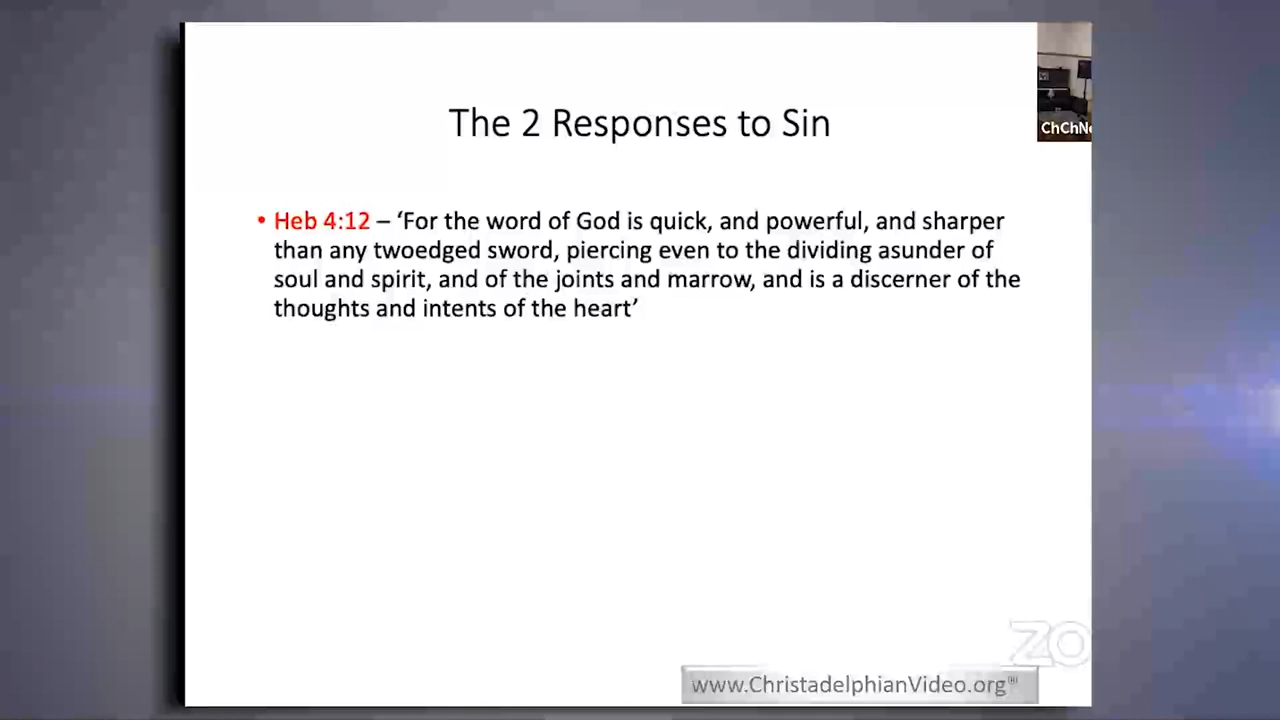 The 2 Responses to Sin
ChChNe
• Heb 4:12 – ‘For the word of God is quick, and powerful, and sharper
than any twoedged sword, piercing even to the dividing asunder of
soul and spirit, and of the joints and marrow, and is a discerner of the
thoughts and intents of the heart’
ZO
www.ChristadelphianVideo.org